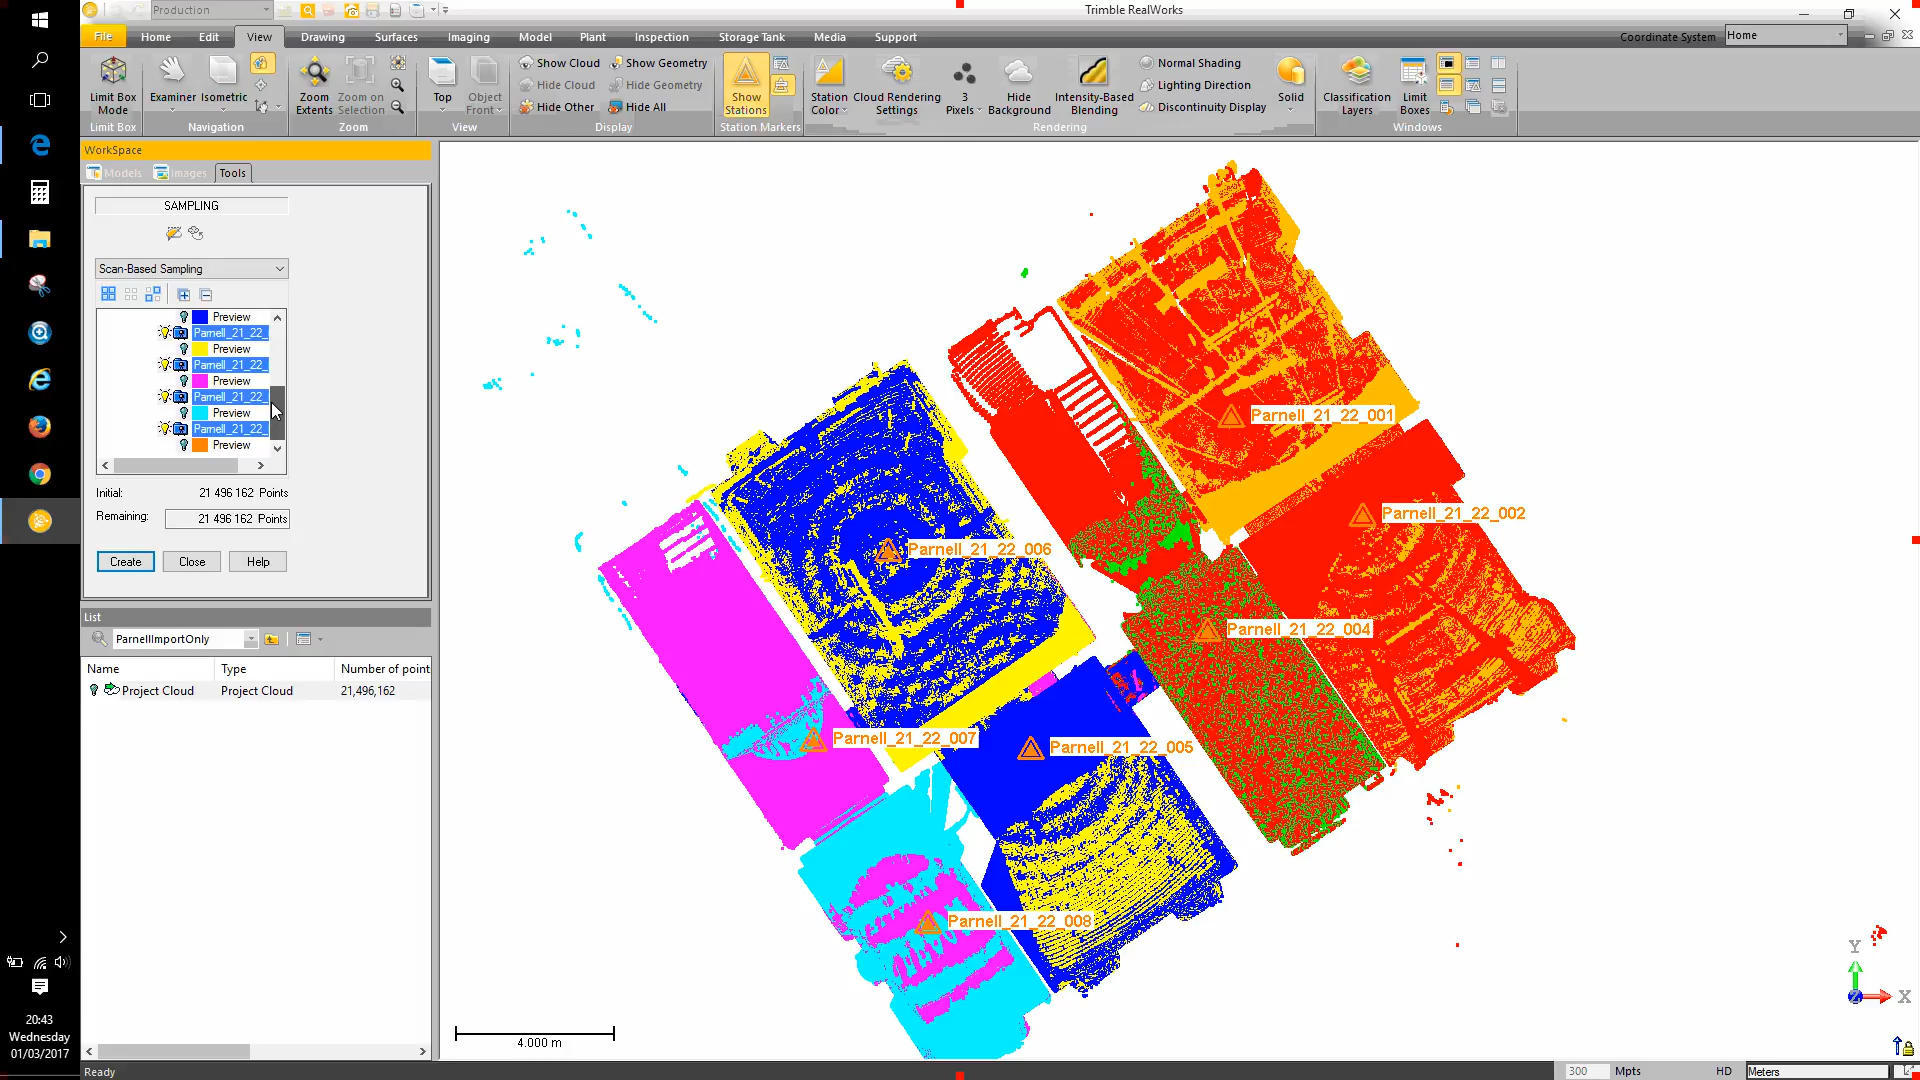 Production
Trimble RealWorks
File Home Edit View Drawing Surfaces Imaging Model Plant Inspection Storage Tank Media Support
Coordinate System Home
Limit Box Mode
Examiner Isometric
Zoom Extents
Zoom on Selection
Top
Object Front
Show Cloud Show Geometry
Hide Cloud Hide Geometry
Hide Other Hide All
Show Stations
Station Color
Cloud Rendering Settings
3 Pixels
Hide Background
Intensity-Based Blending
Normal Shading
Lighting Direction
Discontinuity Display
Solid
Classification Layers
Limit Boxes
Limit Box Navigation Zoom View Display Station Markers Rendering Windows
WorkSpace
Models Images Tools
SAMPLING
Scan-Based Sampling
Preview
Parnell_21_22_
Preview
Parnell_21_22_
Preview
Parnell_21_22_
Preview
Parnell_21_22_
Preview
Initial: 21 496 162 Points
Remaining: 21 496 162 Points
Create Close Help
List
ParnellImportOnly
Name Type Number of point
Project Cloud Project Cloud 21,496,162
Parnell_21_22_001
Parnell_21_22_002
Parnell_21_22_006
Parnell_21_22_004
Parnell_21_22_007
Parnell_21_22_005
Parnell_21_22_008
4.000 m
Y
X
Z
20:43
Wednesday
01/03/2017
Ready
300 Mpts HD Meters